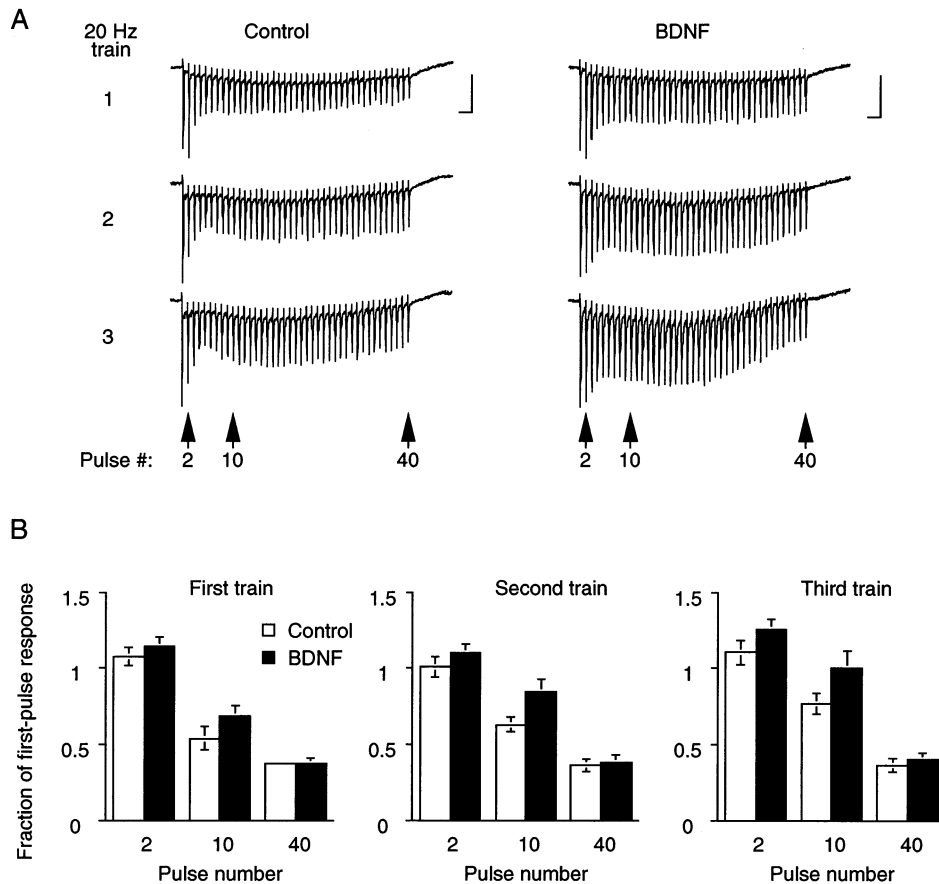 A
20 Hz train
Control
BDNF
1
2
3
Pulse #:
2
10
40
2
10
40
B
Fraction of first-pulse response
First train
1.5
1
0.5
0
Control
BDNF
2
10
40
Pulse number
Second train
1.5
1
0.5
0
2
10
40
Pulse number
Third train
1.5
1
0.5
0
2
10
40
Pulse number